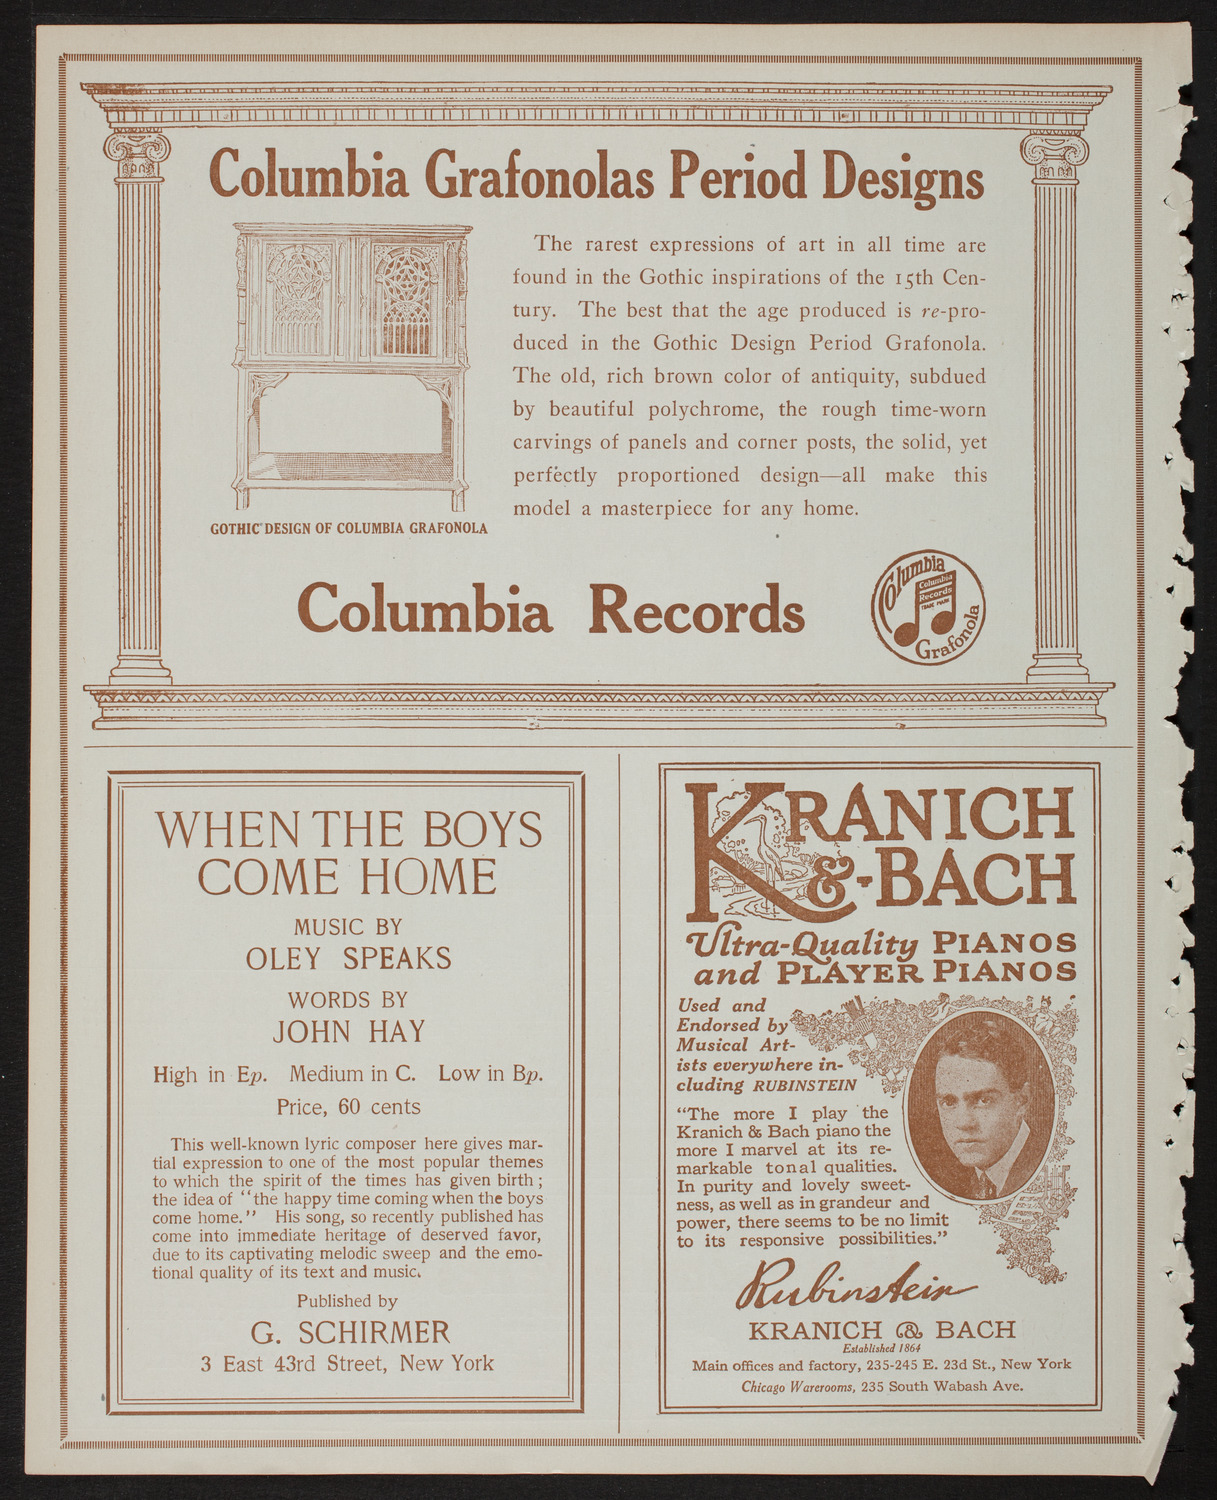 Columbia Grafonolas Period Designs
The rarest expressions of art in all time are
found in the Gothic inspirations of the 15th Cen-
tury. The best that the age produced is re-pro-
duced in the Gothic Design Period Grafonola.
The old, rich brown color of antiquity, subdued
by beautiful polychrome, the rough time-worn
carvings of panels and corner posts, the solid, yet
perfectly proportioned design—all make this
model a masterpiece for any home.
GOTHIC DESIGN OF COLUMBIA GRAFONOLA
Columbia Records
Columbia
Columbia
Records
TRADE MARK
Grafonola
WHEN THE BOYS
COME HOME
MUSIC BY
OLEY SPEAKS
WORDS BY
JOHN HAY
High in Ep. Medium in C. Low in Bp.
Price, 60 cents
This well-known lyric composer here gives mar-
tial expression to one of the most popular themes
to which the spirit of the times has given birth;
the idea of "the happy time coming when the boys
come home." His song, so recently published has
come into immediate heritage of deserved favor,
due to its captivating melodic sweep and the emo-
tional quality of its text and music.
Published by
G. SCHIRMER
3 East 43rd Street, New York
KRANICH
&-BACH
Ultra-Quality PIANOS
and PLAYER PIANOS
Used and
Endorsed by
Musical Art-
ists everywhere in-
cluding RUBINSTEIN
"The more I play the
Kranich & Bach piano the
more I marvel at its re-
markable tonal qualities.
In purity and lovely sweet-
ness, as well as in grandeur and
power, there seems to be no limit
to its responsive possibilities."
Rubinstein
KRANICH & BACH
Established 1864
Main offices and factory, 235-245 E. 23d St., New York
Chicago Warerooms, 235 South Wabash Ave.